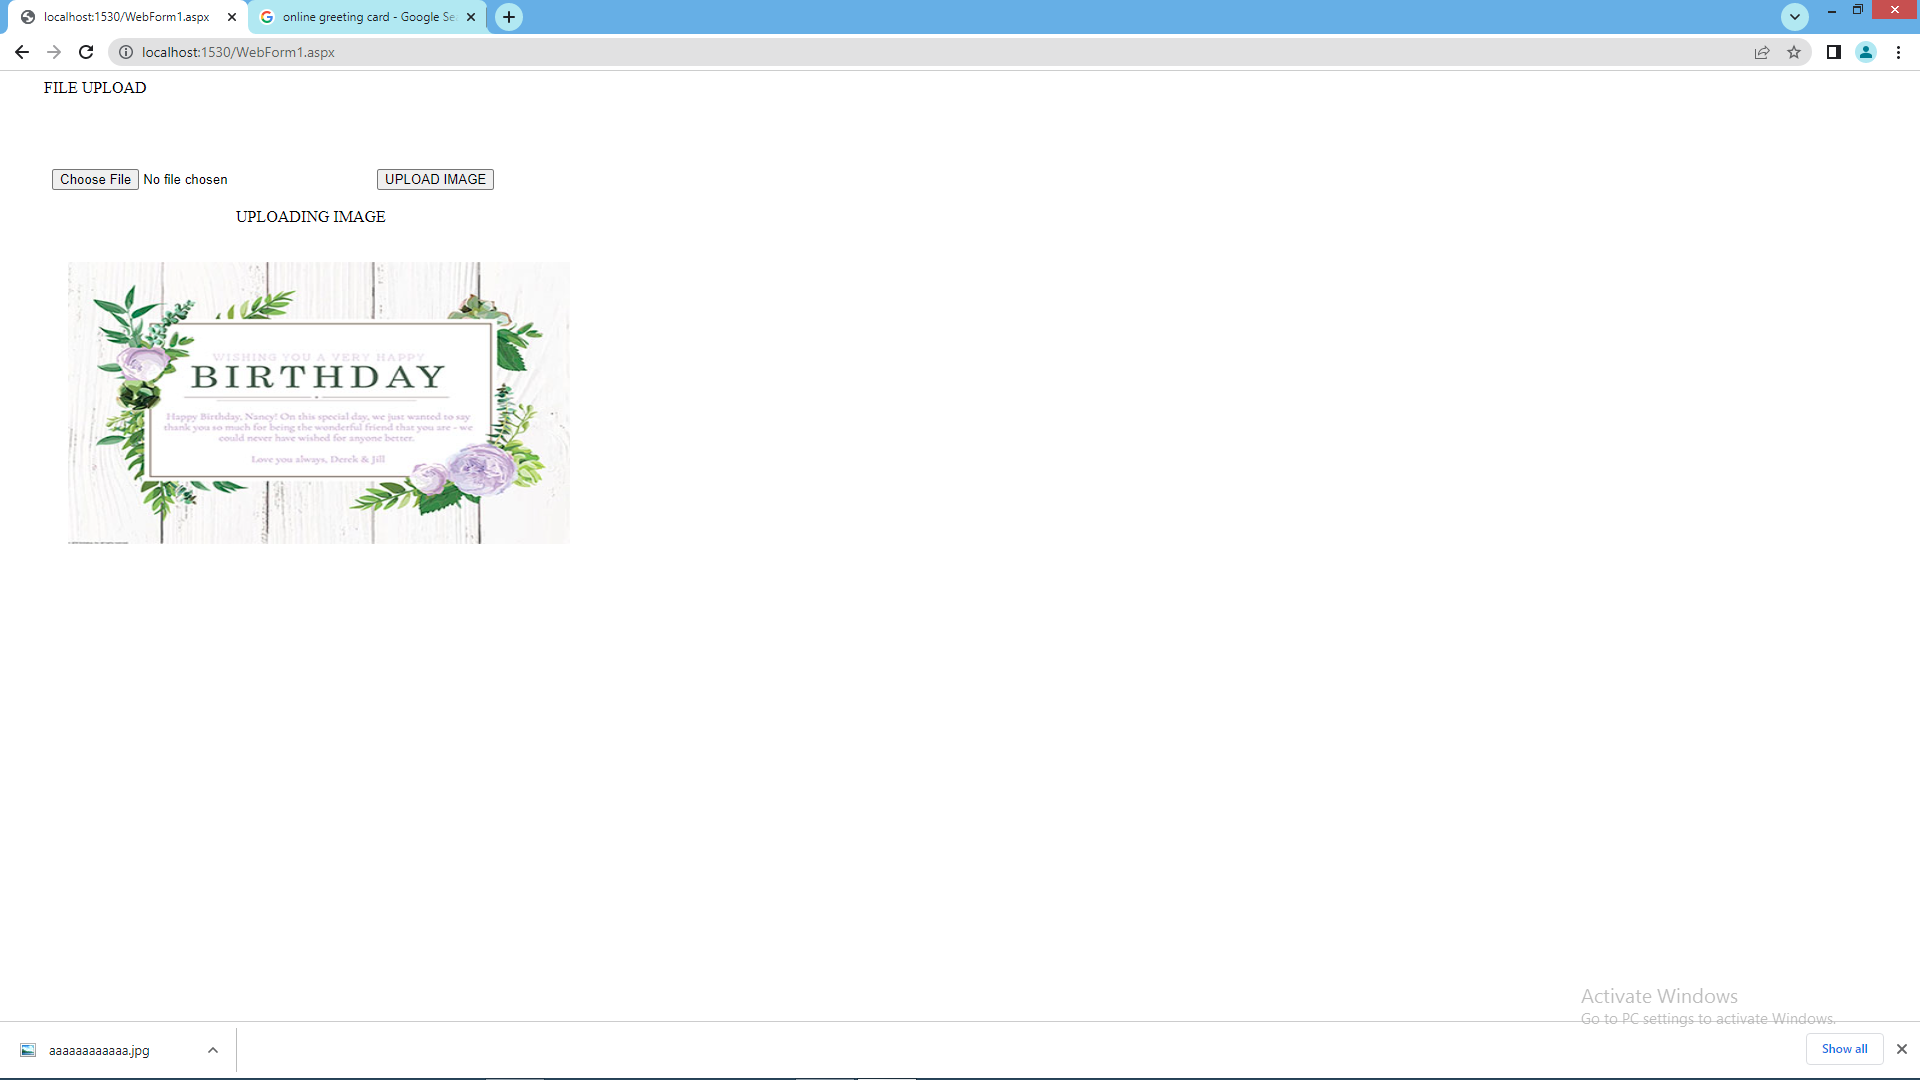 localhost:1530/WebForm1.aspx
online greeting card - Google Se
localhost:1530/WebForm1.aspx
FILE UPLOAD
Choose File No file chosen
UPLOAD IMAGE
UPLOADING IMAGE
WISHING YOU A VERY HAPPY
BIRTHDAY
Happy Birthday, Nancy! On this special day, we just wanted to say
thank you so much for being the wonderful friend that you are - we
could never have wished for anyone better.
Love you always, Derek & Jill
Activate Windows
Go to PC settings to activate Windows.
aaaaaaaaaaaa.jpg
Show all